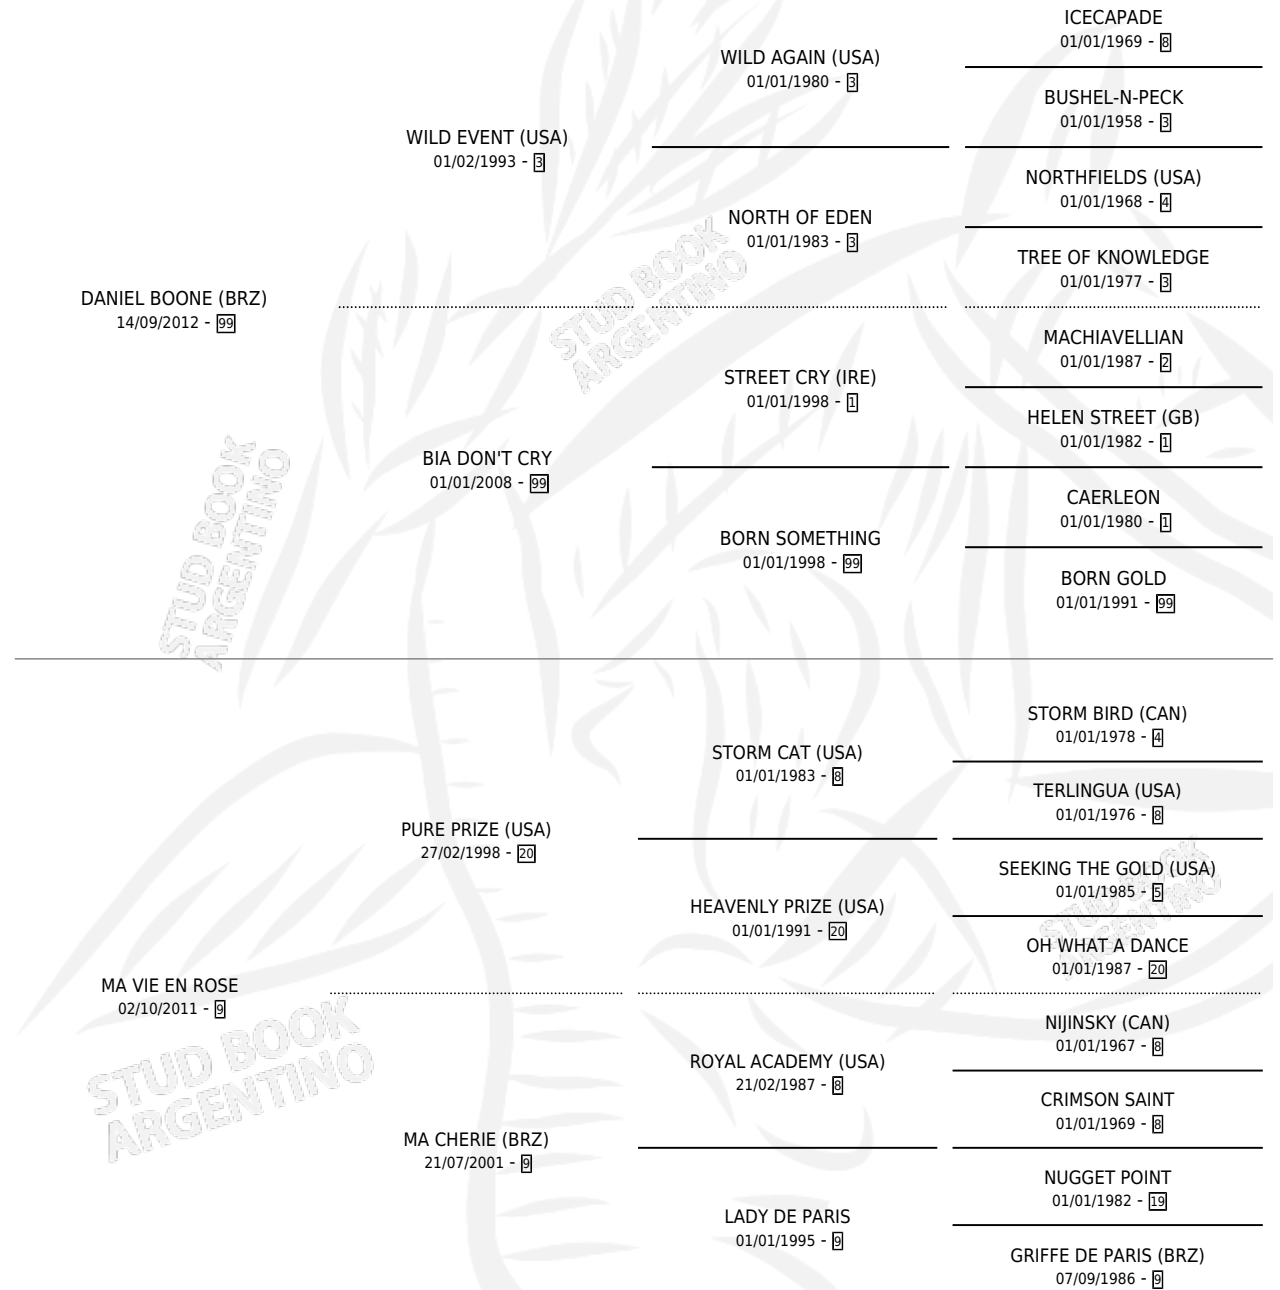 ICECAPADE
01/01/1969 - 8
WILD AGAIN (USA)
01/01/1980 - 3
BUSHEL-N-PECK
01/01/1958 - 3
WILD EVENT (USA)
01/02/1993 - 3
NORTHFIELDS (USA)
01/01/1968 - 4
NORTH OF EDEN
01/01/1983 - 3
TREE OF KNOWLEDGE
01/01/1977 - 3
DANIEL BOONE (BRZ)
14/09/2012 - 99
STUD BOOK
ARGENTINO
MACHIAVELLIAN
01/01/1987 - 2
STREET CRY (IRE)
01/01/1998 - 1
HELEN STREET (GB)
01/01/1982 - 1
BIA DON'T CRY
01/01/2008 - 99
CAERLEON
01/01/1980 - 1
BORN SOMETHING
01/01/1998 - 99
BORN GOLD
01/01/1991 - 99
STUD BOOK
ARGENTINO
STORM BIRD (CAN)
01/01/1978 - 4
STORM CAT (USA)
01/01/1983 - 8
TERLINGUA (USA)
01/01/1976 - 8
PURE PRIZE (USA)
27/02/1998 - 20
SEEKING THE GOLD (USA)
01/01/1985 - 5
HEAVENLY PRIZE (USA)
01/01/1991 - 20
STUD BOOK
ARGENTINO
OH WHAT A DANCE
01/01/1987 - 20
MA VIE EN ROSE
02/10/2011 - 9
NIJINSKY (CAN)
01/01/1967 - 8
ROYAL ACADEMY (USA)
21/02/1987 - 8
STUD BOOK
ARGENTINO
CRIMSON SAINT
01/01/1969 - 8
MA CHERIE (BRZ)
21/07/2001 - 9
NUGGET POINT
01/01/1982 - 19
LADY DE PARIS
01/01/1995 - 9
GRIFFE DE PARIS (BRZ)
07/09/1986 - 9